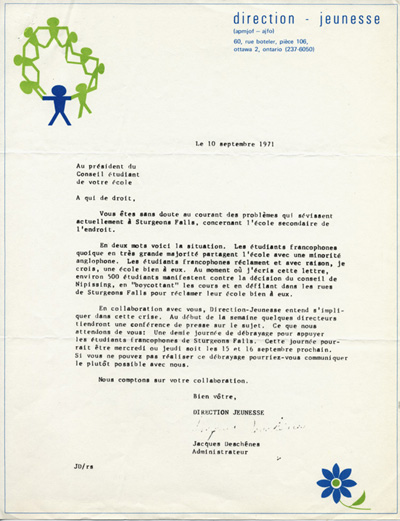 direction - jeunesse
(apmjof – ajfo)
60, rue boteler, pièce 106,
ottawa 2, ontario (237-6050)
Le 10 septembre 1971
Au président du
Conseil étudiant
de votre école
A qui de droit,
Vous êtes sans doute au courant des problèmes qui sévissent
actuellement à Sturgeons Falls, concernant l'école secondaire de
l'endroit.
En deux mots voici la situation. Les étudiants francophones
quoique en très grande majorité partagent l'école avec une minorité
anglophone. Les étudiants francophones réclament et avec raison, je
crois, une école bien à eux. Au moment où j'écris cette lettre,
environ 500 étudiants manifestent contre la décision du conseil de
Nipissing, en "boycottant" les cours et en défilant dans les rues
de Sturgeons Falls pour réclamer leur école bien à eux.
En collaboration avec vous, Direction-Jeunesse entend s'impli-
quer dans cette crise. Au début de la semaine quelques directeurs
tiendront une conférence de presse sur le sujet. Ce que nous
attendons de vous: Une demie journée de débrayage pour appuyer
les étudiants francophones de Sturgeons Falls. Cette journée pour-
rait être mercredi ou jeudi soit les 15 et 16 septembre prochain.
Si vous ne pouvez pas réaliser ce débrayage pourriez-vous communiquer
le plutôt possible avec nous.
Nous comptons sur votre collaboration.
Bien vôtre,
DIRECTION JEUNESSE
Jacques Deschênes
Jacques Deschênes
Administrateur
JD/rs